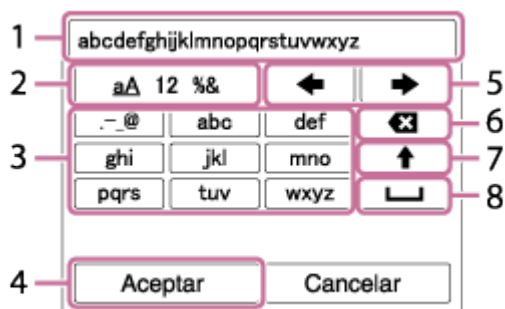 1 abcdefghijklmnopqrstuvwxyz
2 aA 12 %& 5
.-_@ abc def 6
3 ghi jkl mno 7
pqrs tuv wxyz 8
4 Aceptar Cancelar